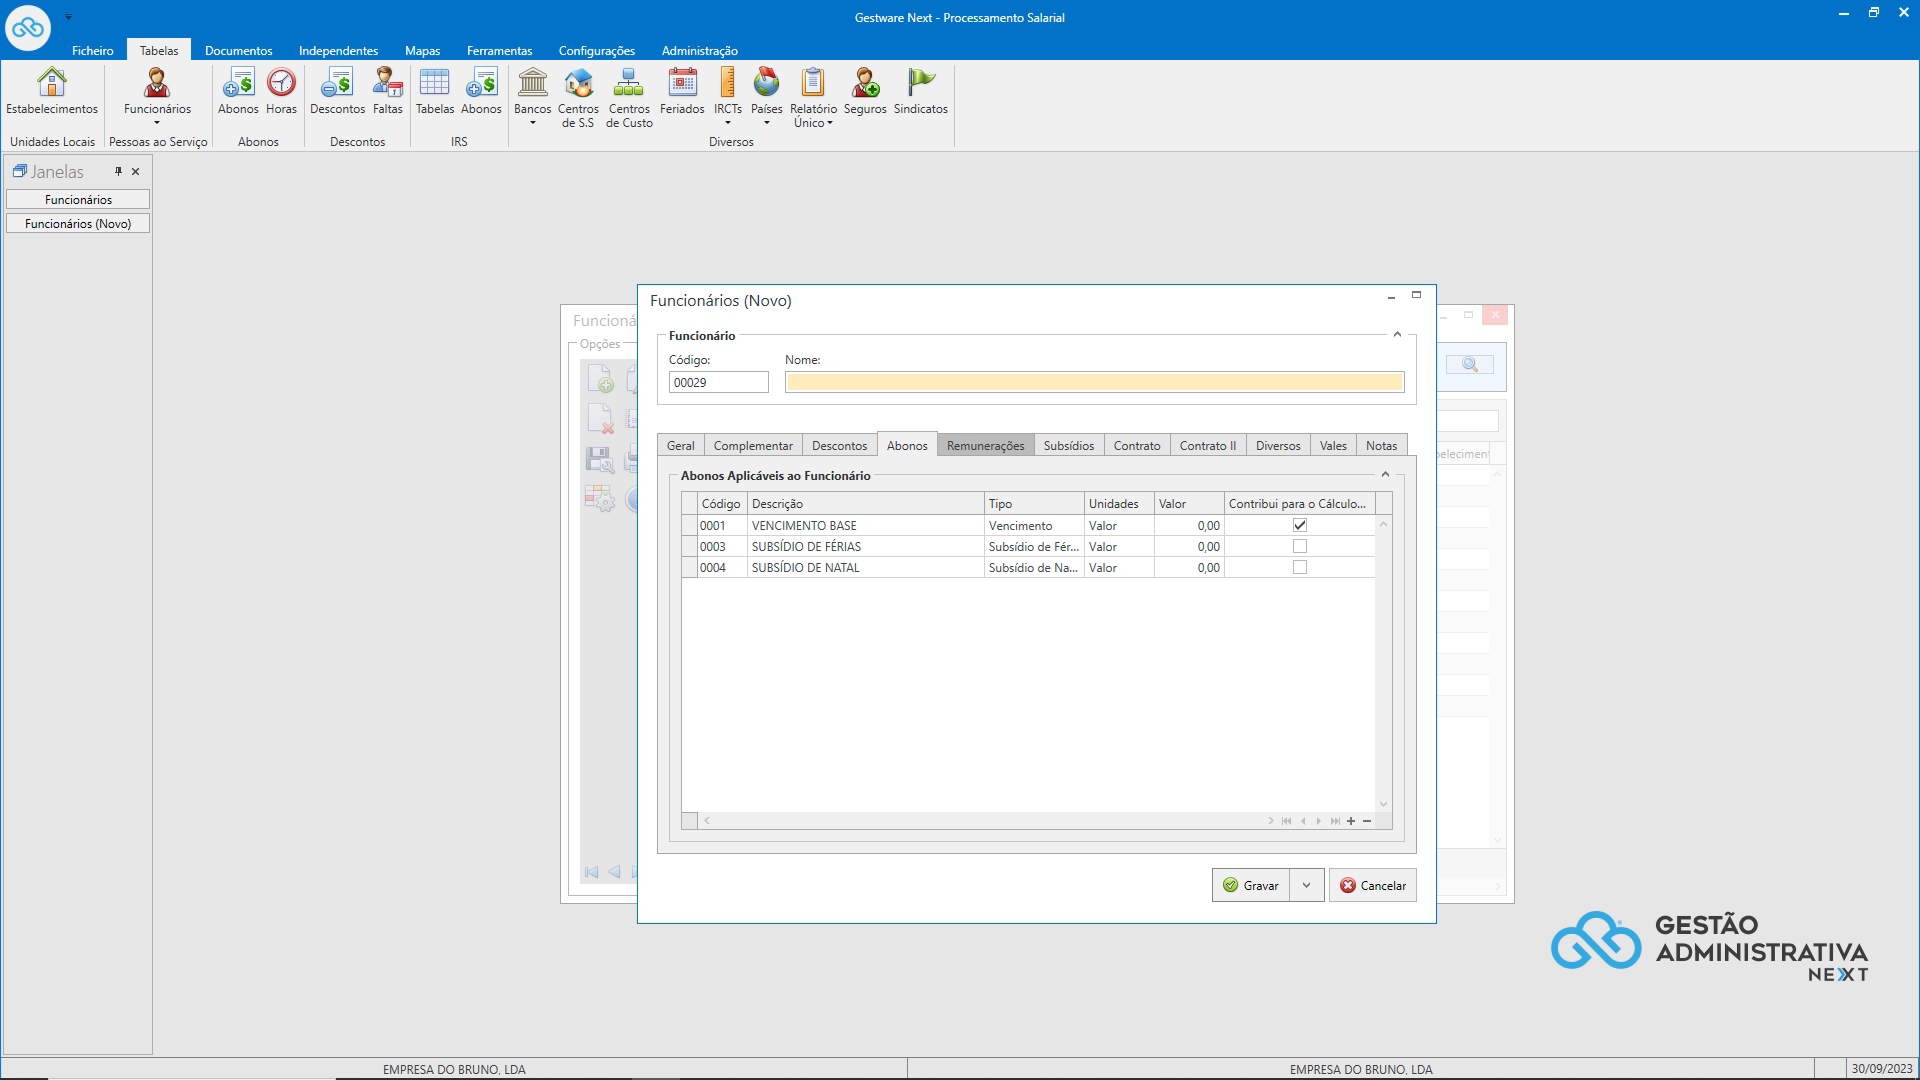 Gestware Next - Processamento Salarial
Ficheiro Tabelas Documentos Independentes Mapas Ferramentas Configurações Administração
Estabelecimentos Funcionários Abonos Horas Descontos Faltas Tabelas Abonos Bancos Centros de S.S Centros de Custo Feriados IRCTs Países Relatório Único Seguros Sindicatos
Unidades Locais Pessoas ao Serviço Abonos Descontos IRS Diversos
Janelas
Funcionários
Funcionários (Novo)
Funcioná
Opções
Funcionários (Novo)
Funcionário
Código: Nome:
00029
Geral Complementar Descontos Abonos Remunerações Subsídios Contrato Contrato II Diversos Vales Notas
Abonos Aplicáveis ao Funcionário
Código Descrição Tipo Unidades Valor Contribui para o Cálculo...
0001 VENCIMENTO BASE Vencimento Valor 0,00
0003 SUBSÍDIO DE FÉRIAS Subsídio de Fér... Valor 0,00
0004 SUBSÍDIO DE NATAL Subsídio de Na... Valor 0,00
Gravar Cancelar
GESTÃO
ADMINISTRATIVA
NEXT
EMPRESA DO BRUNO, LDA EMPRESA DO BRUNO, LDA 30/09/2023